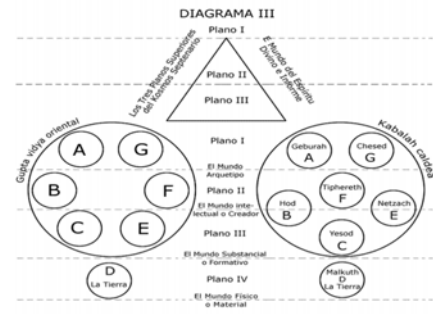 DIAGRAMA III
Plano I
Los Tres Planos Superiores
del Kosmos Septenario
E Mundo del Espíritu
Divino e Informe
Plano II
Plano III
Gupta vidya oriental
Kabalah caldea
A
G
B
F
C
E
D
La Tierra
Plano I
El Mundo
Arquetipo
Plano II
El Mundo inte-
lectual o Creador
Plano III
El Mundo Substancial
o Formativo
Plano IV
El Mundo Físico
o Material
Geburah
A
Chesed
G
Tiphereth
F
Hod
B
Netzach
E
Yesod
C
Malkuth
D
La Tierra